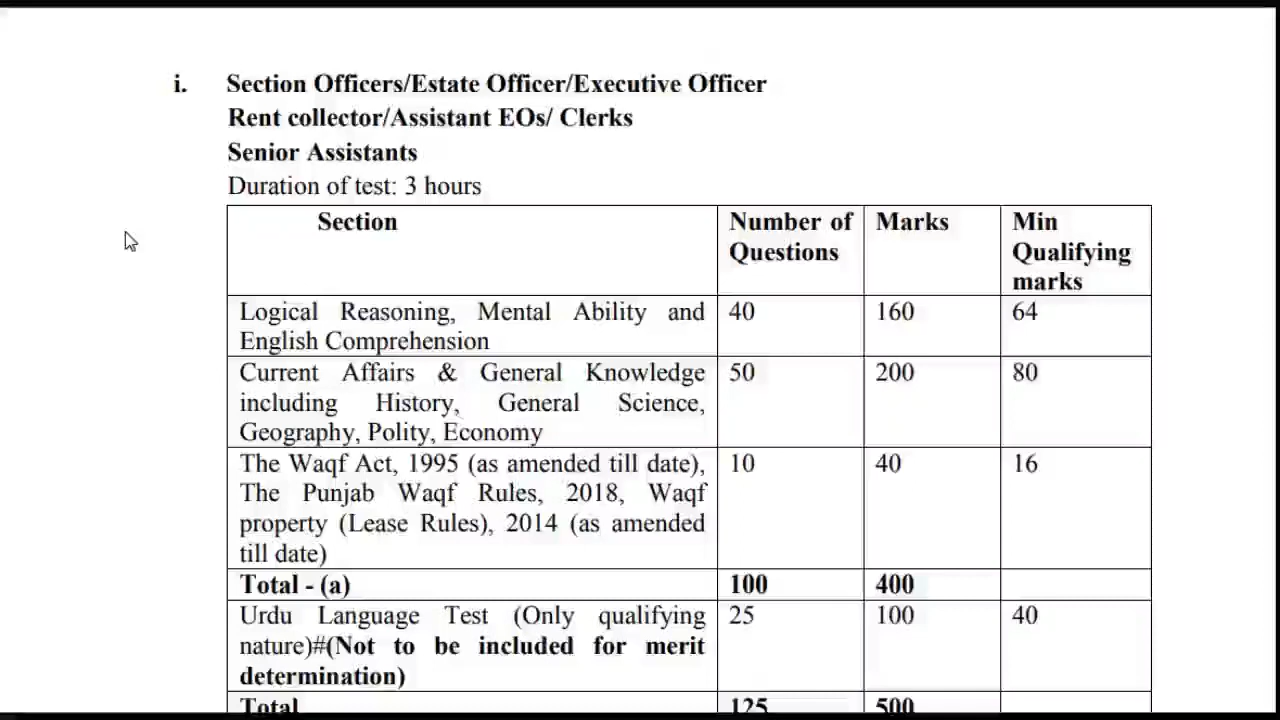 i. Section Officers/Estate Officer/Executive Officer
Rent collector/Assistant EOs/ Clerks
Senior Assistants
Duration of test: 3 hours
Section Number of Questions Marks Min Qualifying marks
Logical Reasoning, Mental Ability and 40 160 64
English Comprehension
Current Affairs & General Knowledge 50 200 80
including History, General Science,
Geography, Polity, Economy
The Waqf Act, 1995 (as amended till date), 10 40 16
The Punjab Waqf Rules, 2018, Waqf
property (Lease Rules), 2014 (as amended
till date)
Total - (a) 100 400
Urdu Language Test (Only qualifying 25 100 40
nature)#(Not to be included for merit
determination)
Total 125 500